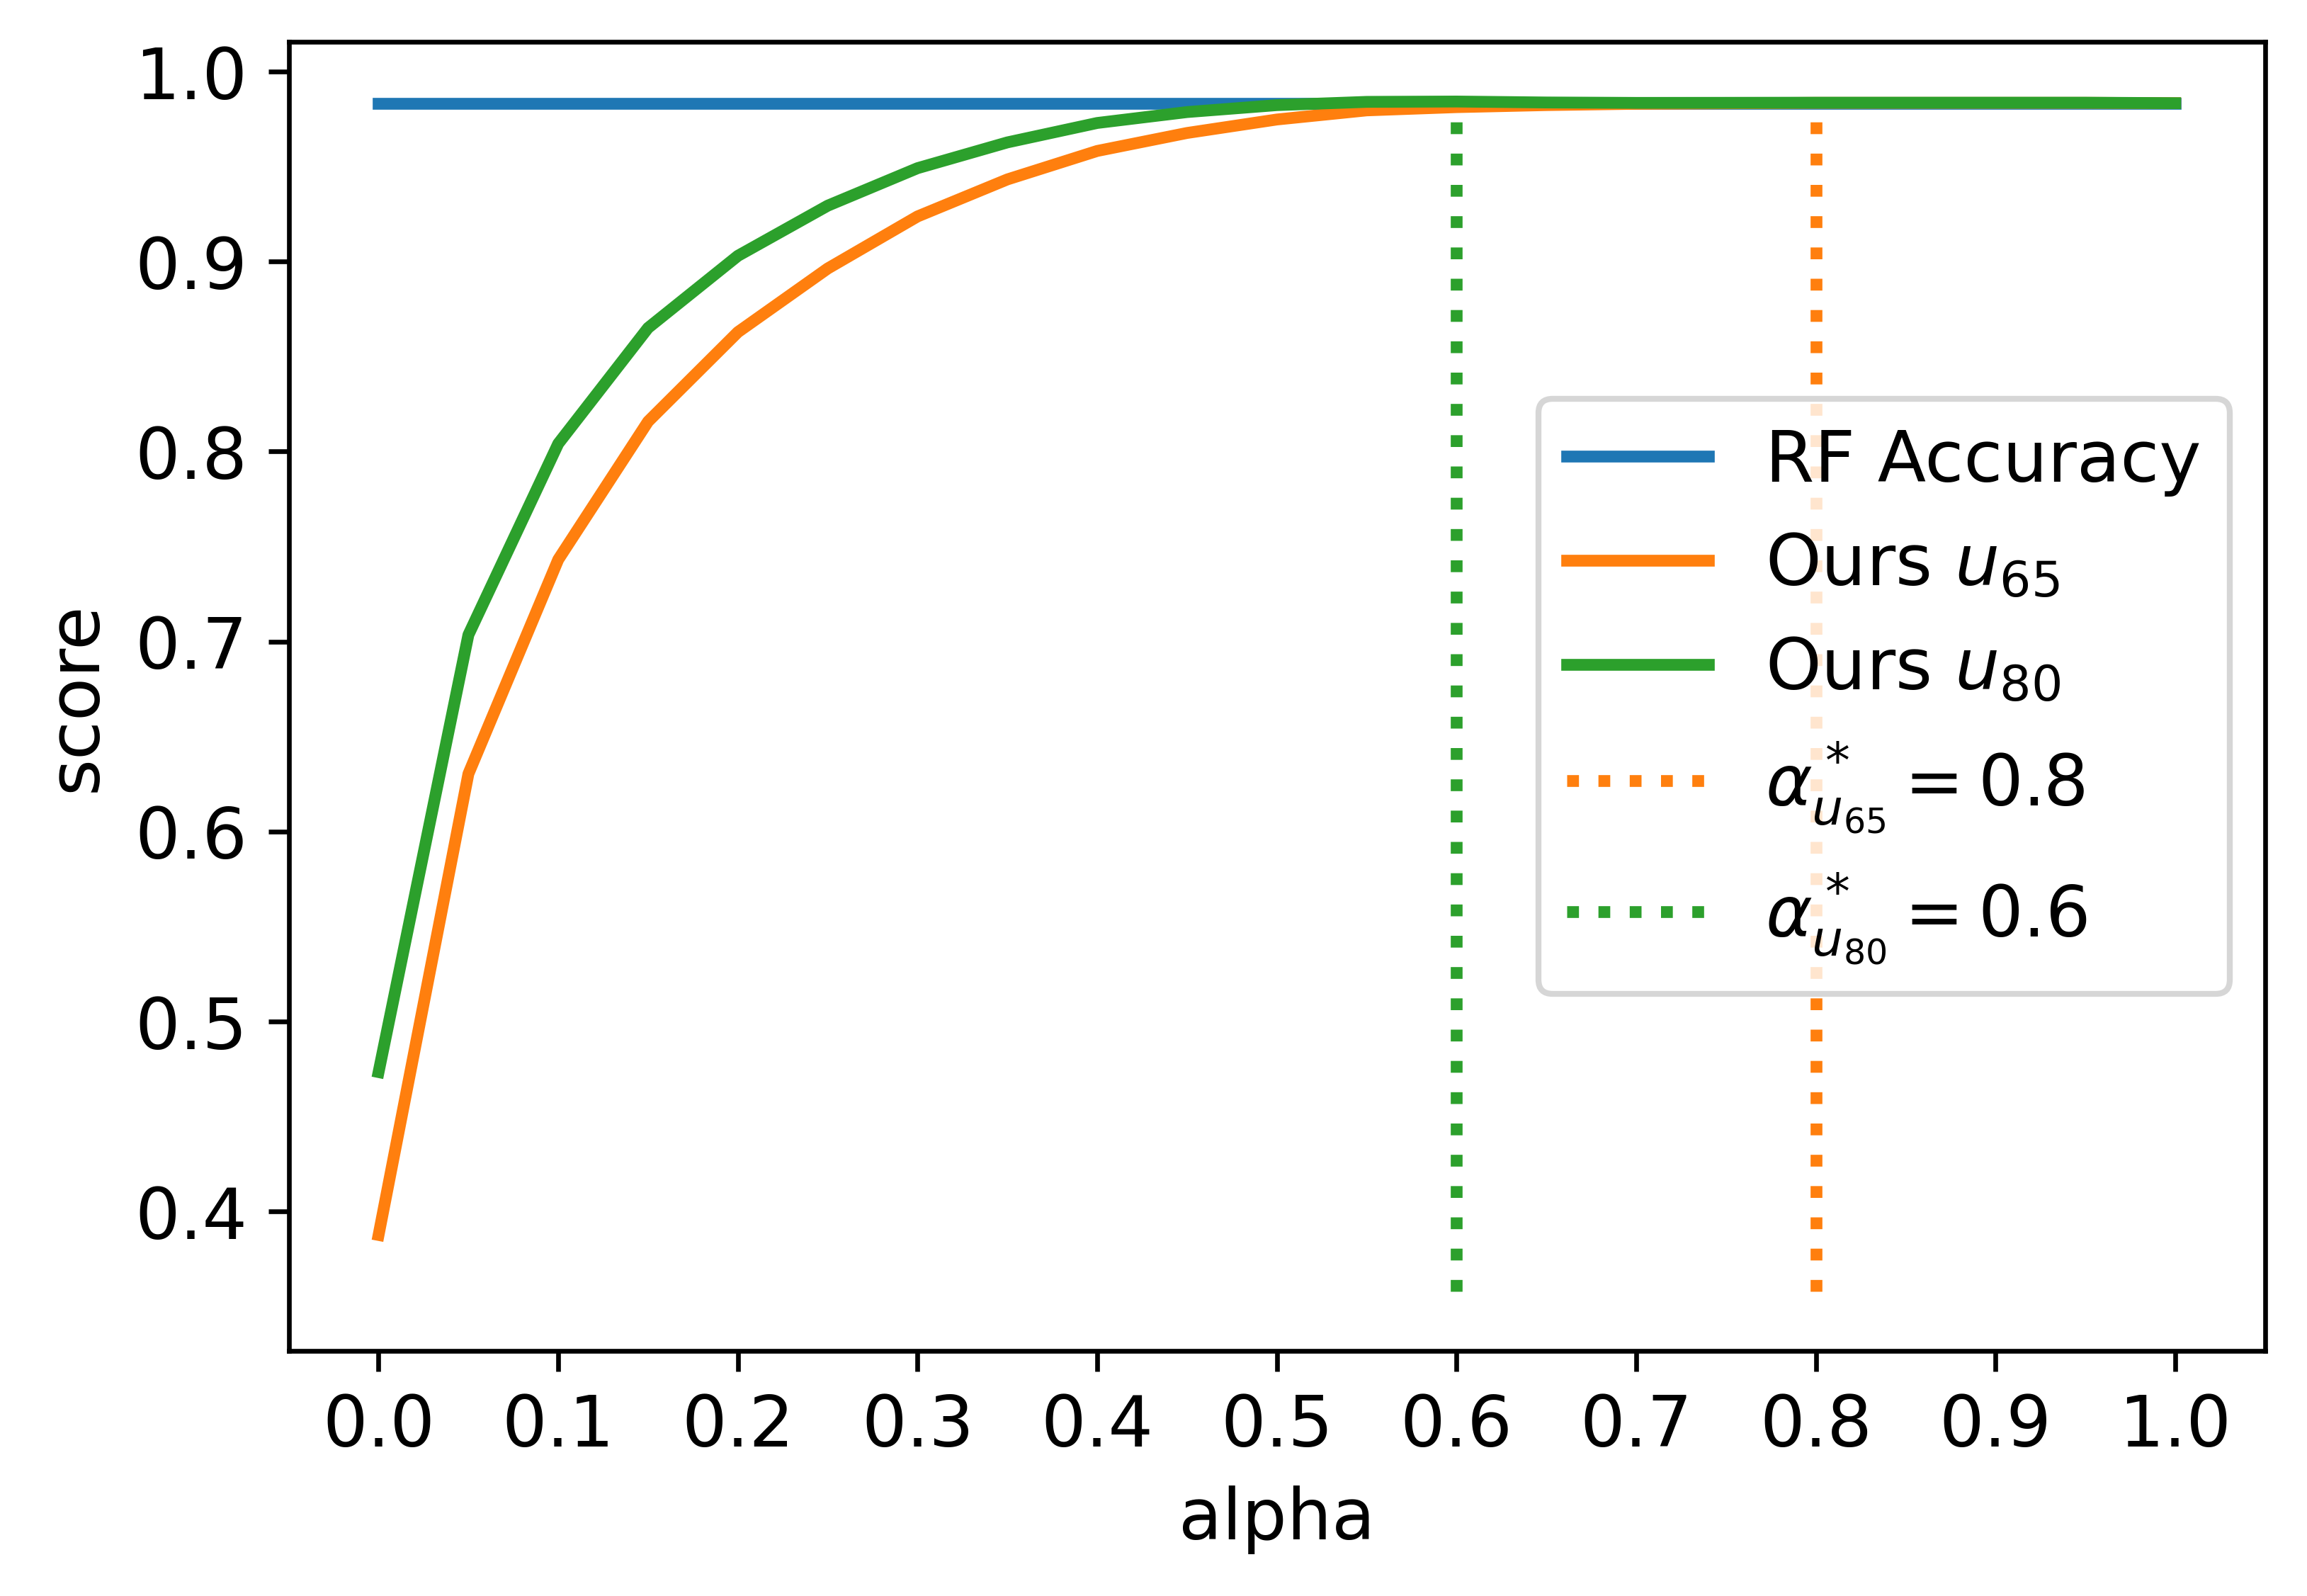 1.0
0.9
0.8
0.7
0.6
0.5
0.4
score
RF Accuracy
Ours u₆₅
Ours u₈₀
α*_{u₆₅} = 0.8
α*_{u₈₀} = 0.6
0.0 0.1 0.2 0.3 0.4 0.5 0.6 0.7 0.8 0.9 1.0
alpha